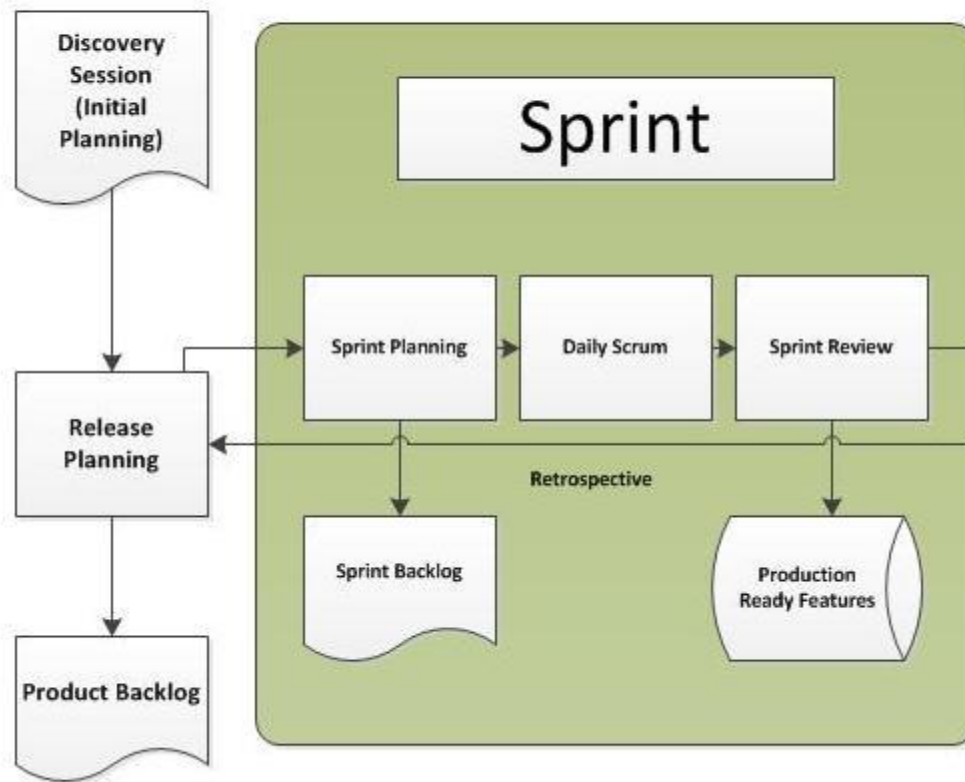 Discovery
Session
(Initial
Planning)
Sprint
Sprint Planning
Daily Scrum
Sprint Review
Release
Planning
Retrospective
Sprint Backlog
Production
Ready Features
Product Backlog